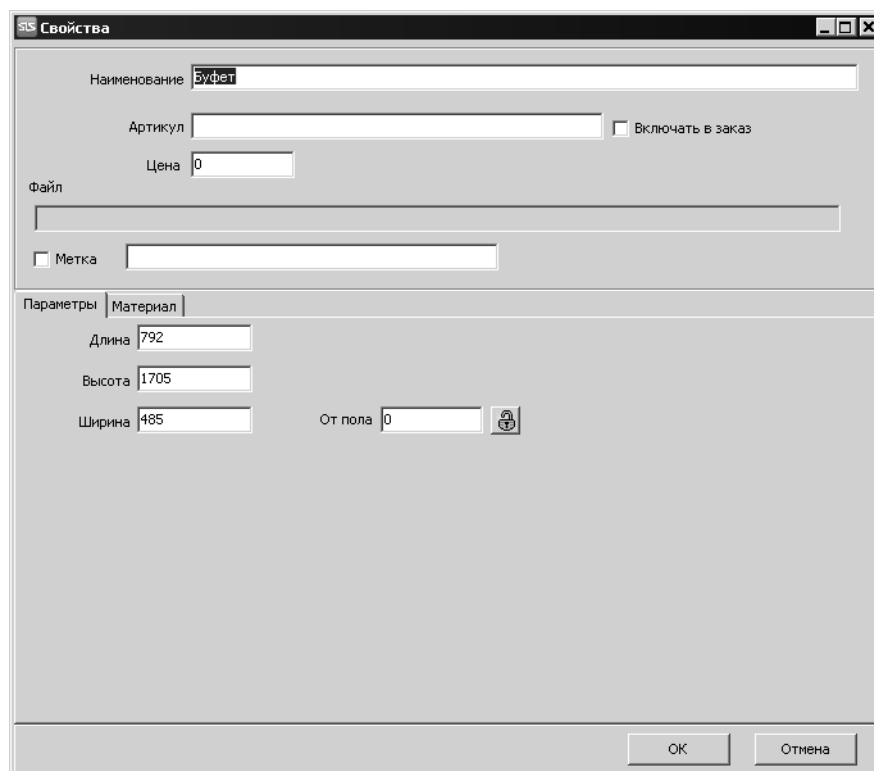 SLS Свойства
Наименование Буфет
Артикул Включать в заказ
Цена 0
Файл
Метка
Параметры Материал
Длина 792
Высота 1705
Ширина 485 От пола 0
OK Отмена